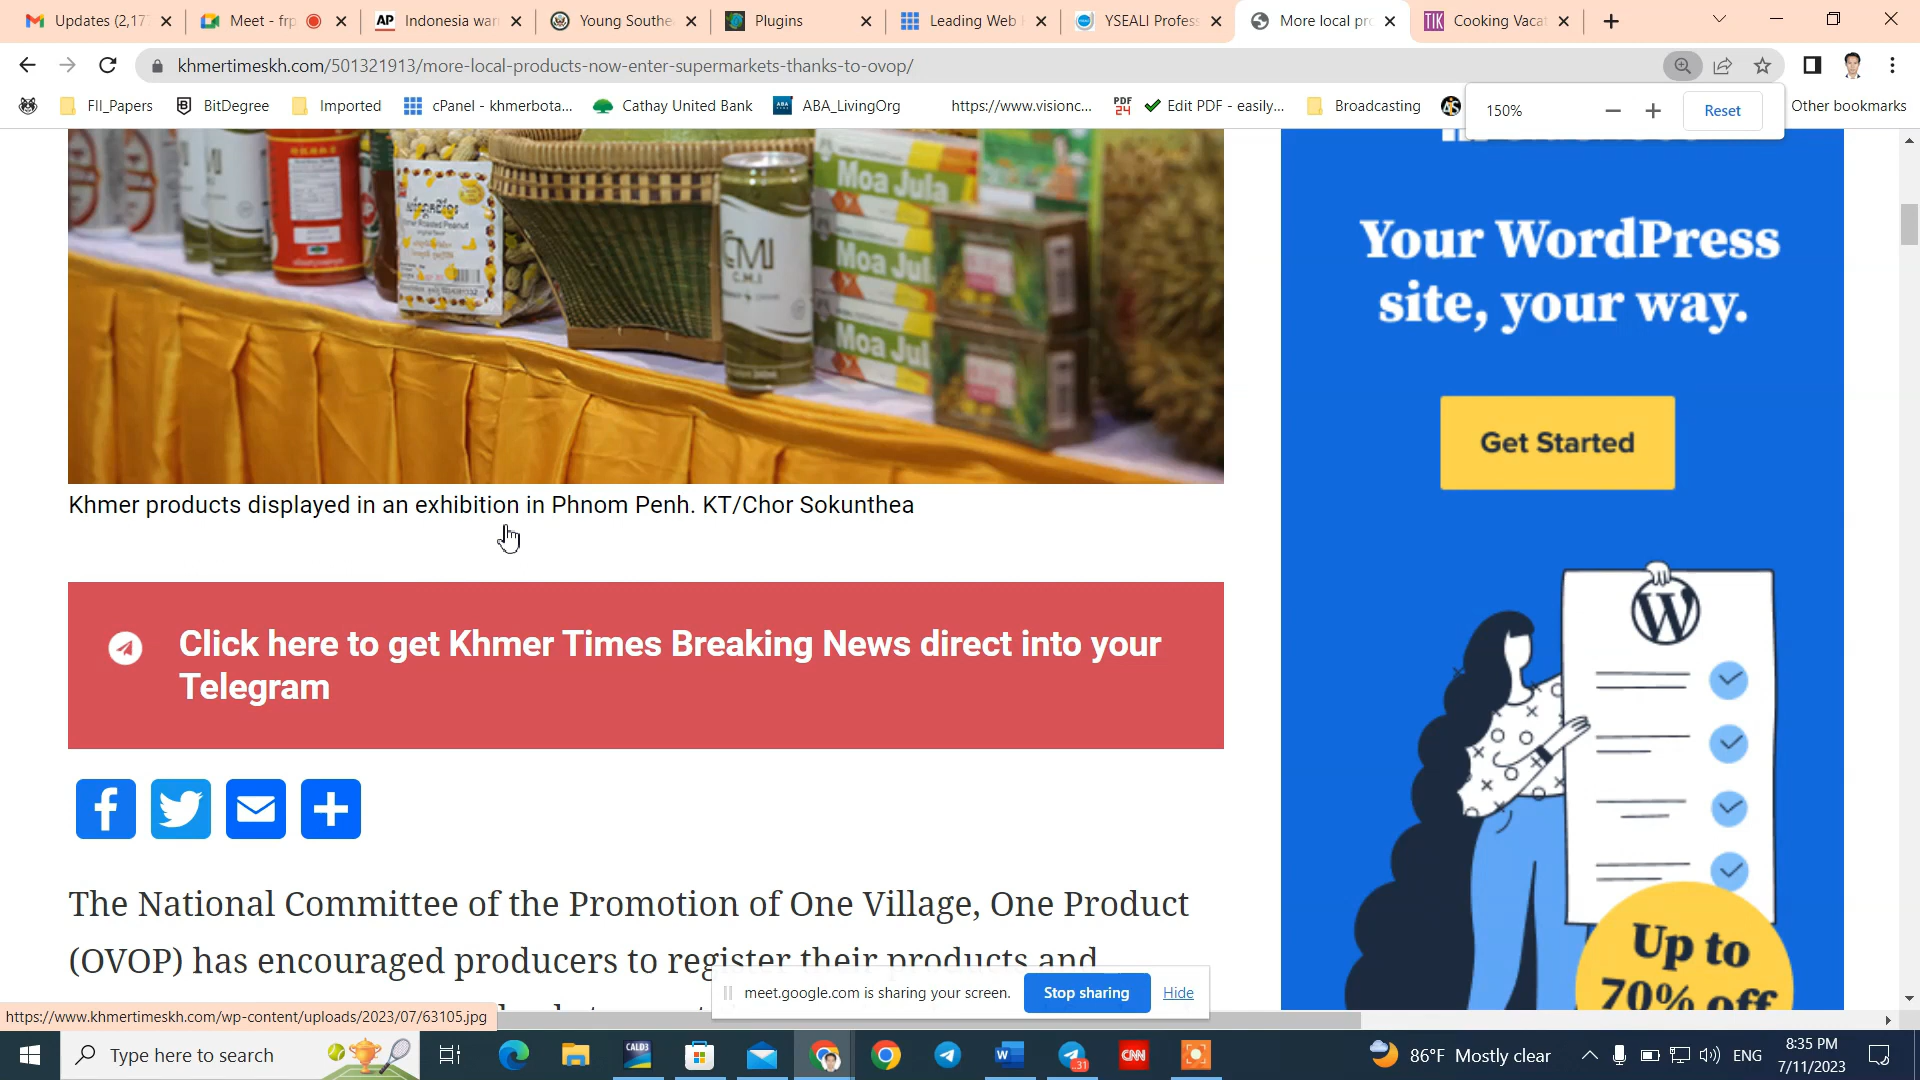 Updates (2,17
Meet - frp
Indonesia war
Young Southe
Plugins
Leading Web
YSEALI Profess
More local pro
Cooking Vaca
khmertimeskh.com/501321913/more-local-products-now-enter-supermarkets-thanks-to-ovop/
FII_Papers
BitDegree
Imported
cPanel - khmerbota...
Cathay United Bank
ABA_LivingOrg
https://www.visionc...
Edit PDF - easily...
Broadcasting
Other bookmarks
150%
Reset
Moa Jula
Moa Jul
Moa Jul
Roasted Peanut
CMI
C.M.I
Khmer products displayed in an exhibition in Phnom Penh. KT/Chor Sokunthea
Click here to get Khmer Times Breaking News direct into your
Telegram
The National Committee of the Promotion of One Village, One Product
(OVOP) has encouraged producers to register their products and
Your WordPress
site, your way.
Get Started
Up to
70% off
meet.google.com is sharing your screen.
Stop sharing
Hide
https://www.khmertimeskh.com/wp-content/uploads/2023/07/63105.jpg
Type here to search
86°F Mostly clear
ENG
8:35 PM
7/11/2023